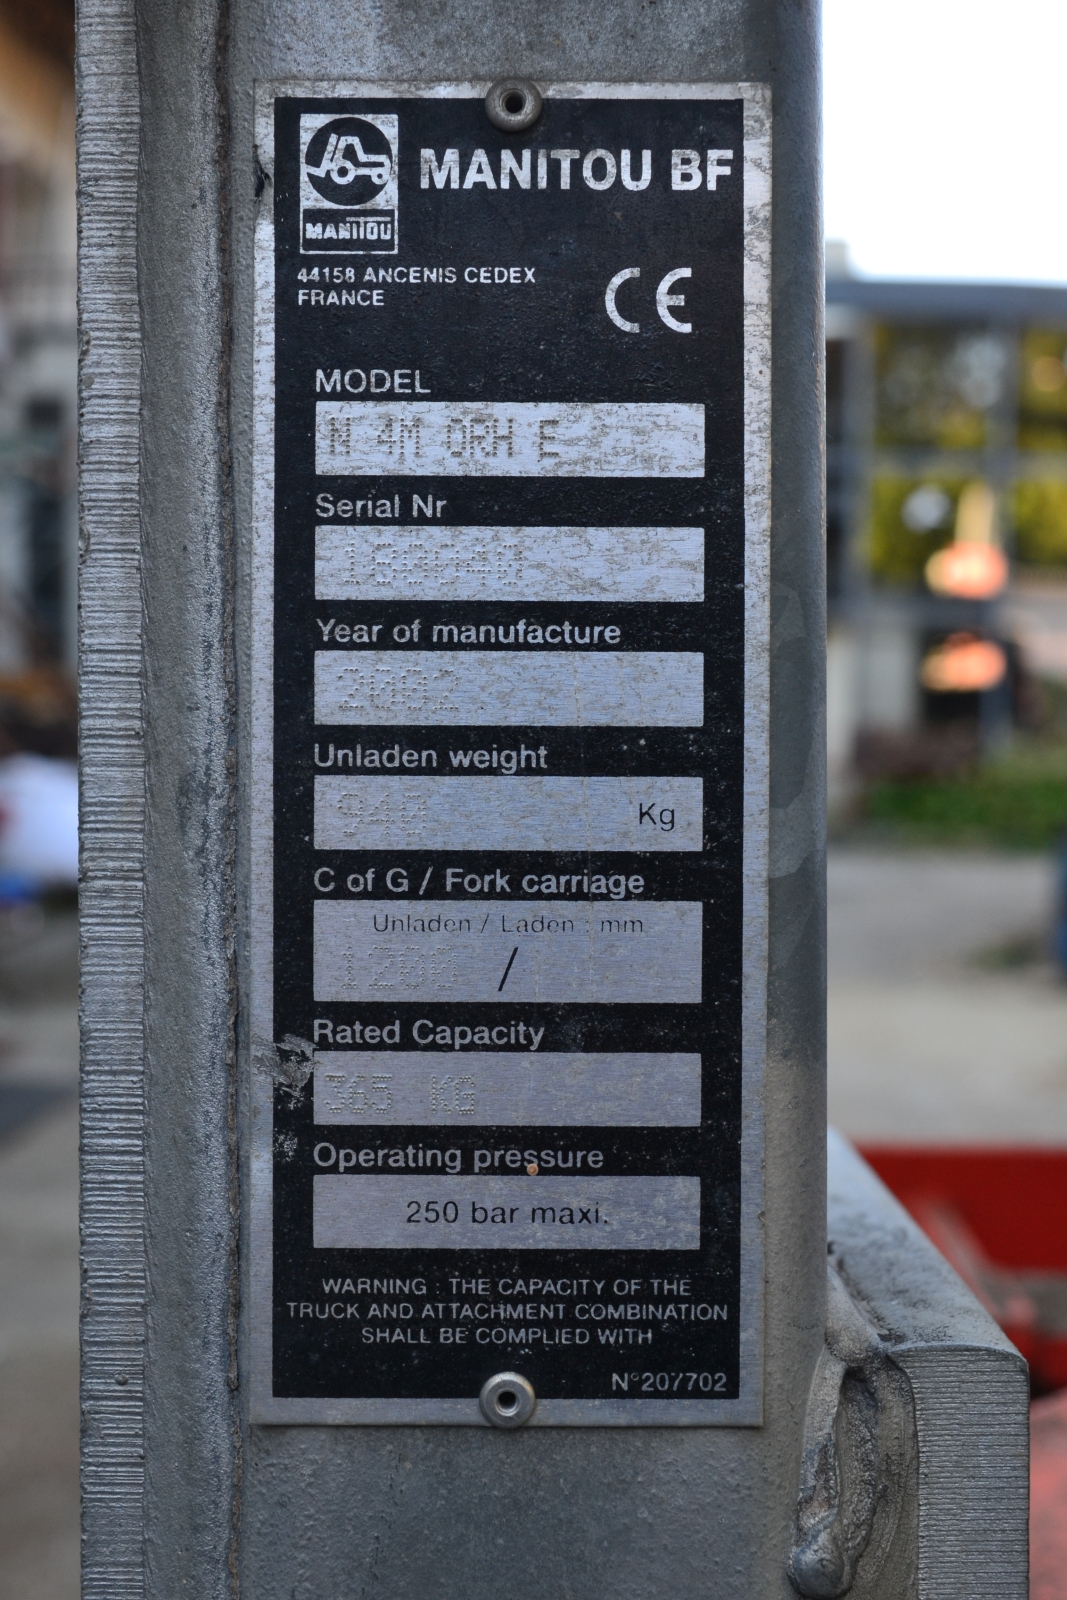 MANITOU
MANITOU BF
44158 ANCENIS CEDEX
FRANCE
CE
MODEL
N 4M ORH E
Serial Nr
Year of manufacture
2002
Unladen weight
940 Kg
C of G / Fork carriage
Unladen / Laden : mm
1200 /
Rated Capacity
365 KG
Operating pressure
250 bar maxi.
WARNING : THE CAPACITY OF THE
TRUCK AND ATTACHMENT COMBINATION
SHALL BE COMPLIED WITH
N°207702